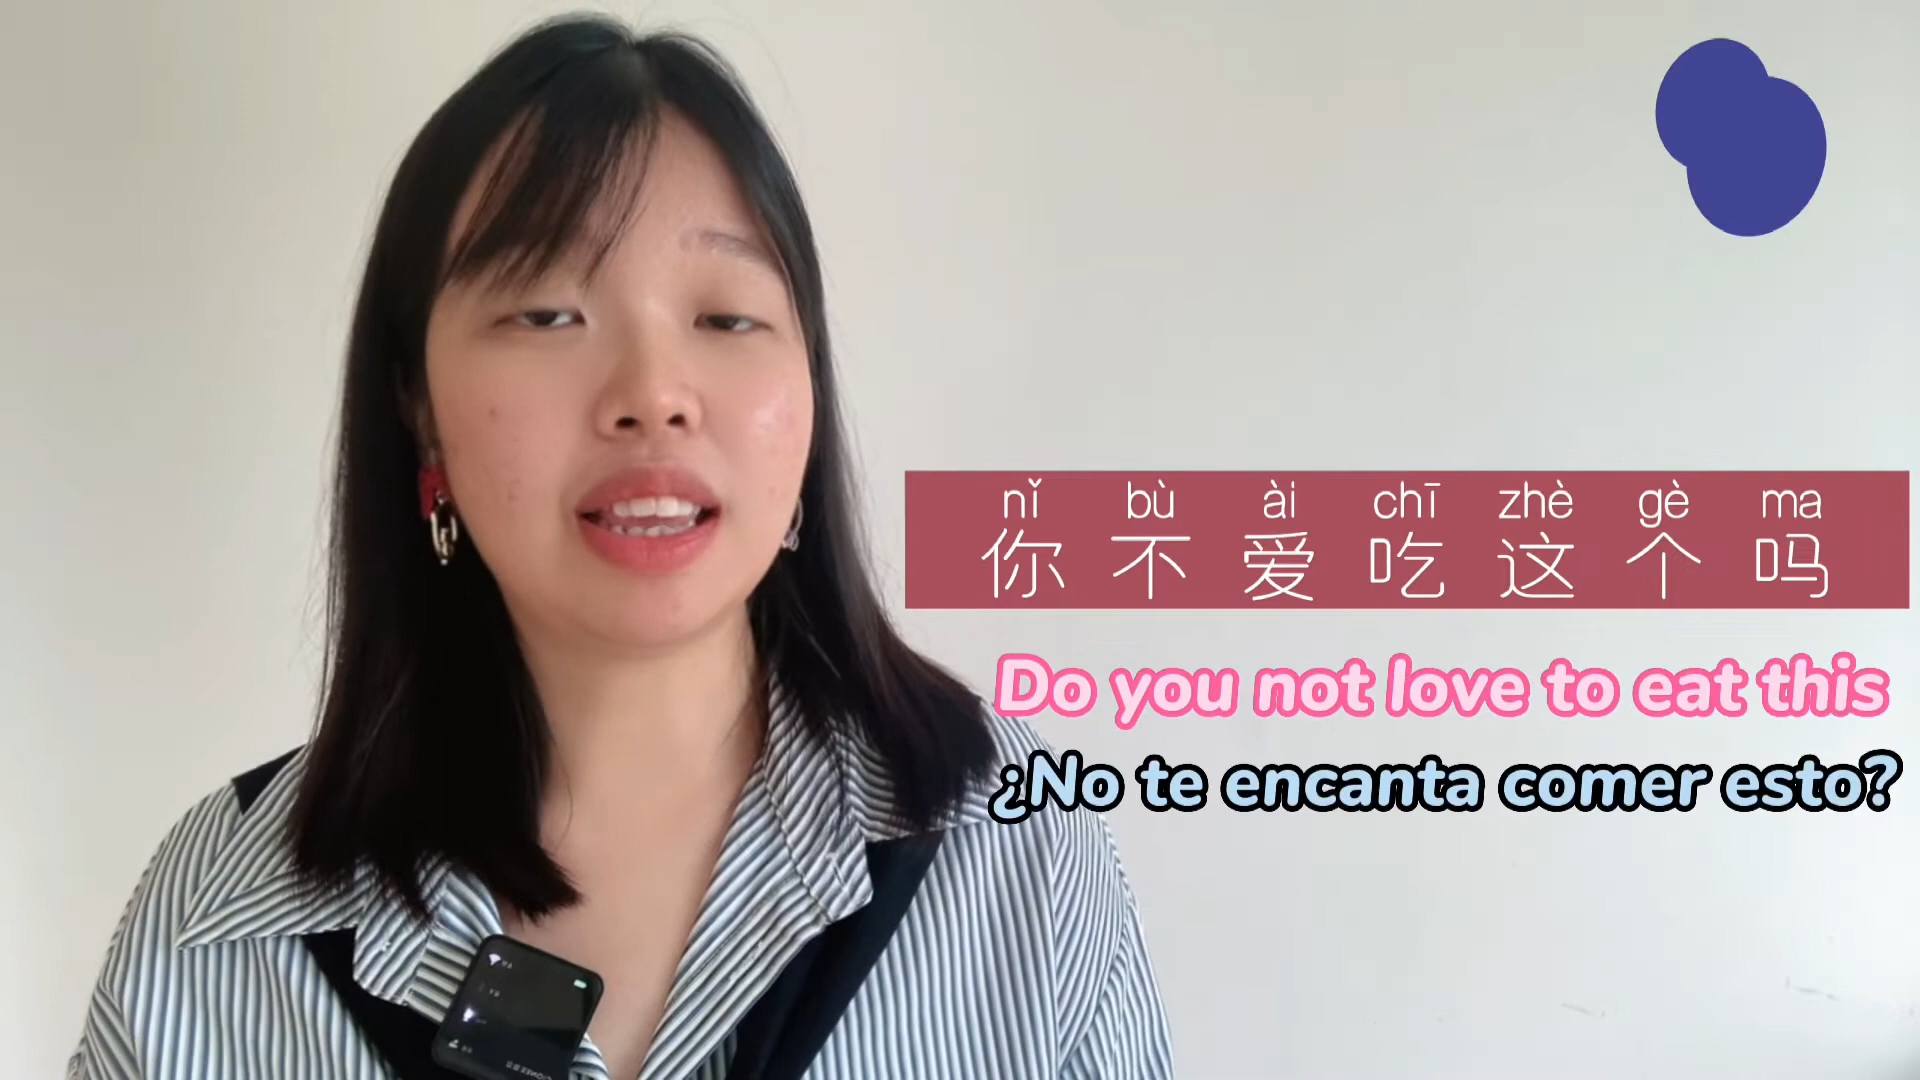 nǐ bù ài chī zhè gè ma
你不爱吃这个吗
Do you not love to eat this
¿No te encanta comer esto?